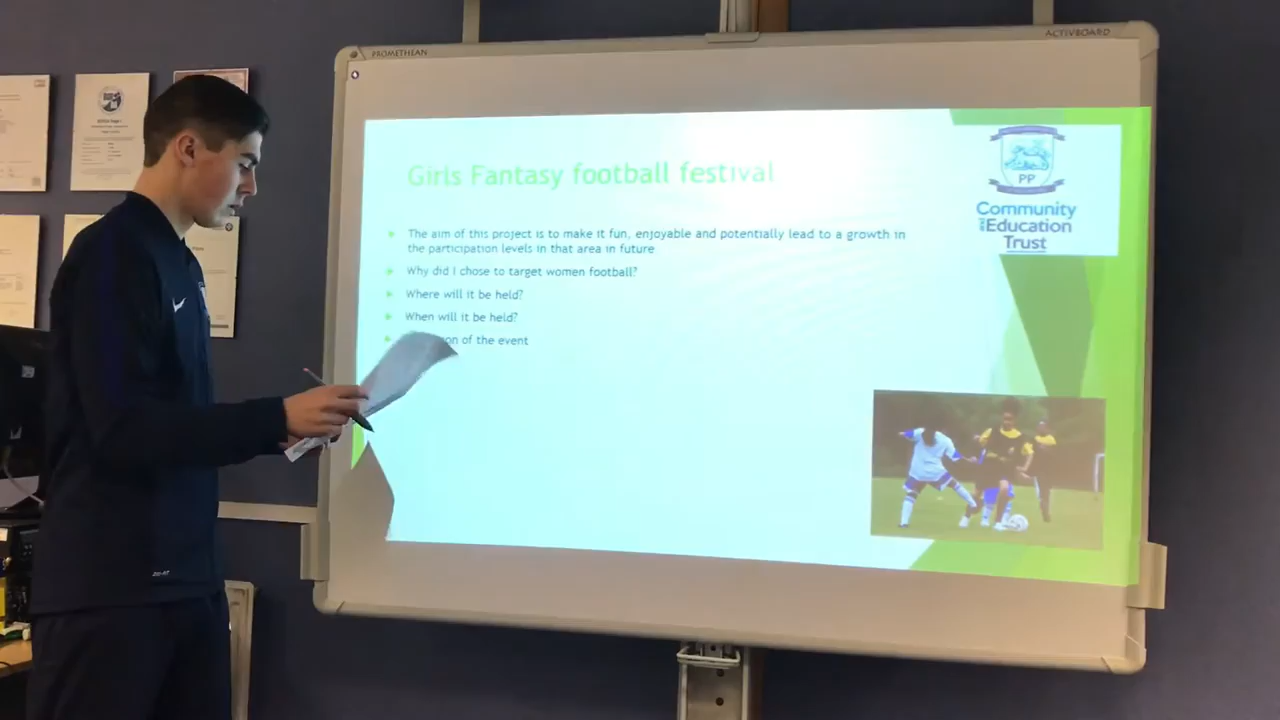 PROMETHEAN
ACTIVBOARD
Girls Fantasy football festival
The aim of this project is to make it fun, enjoyable and potentially lead to a growth in
the participation levels in that area in future
Why did I chose to target women football?
Where will it be held?
When will it be held?
of the event
PP
Community
and Education
Trust